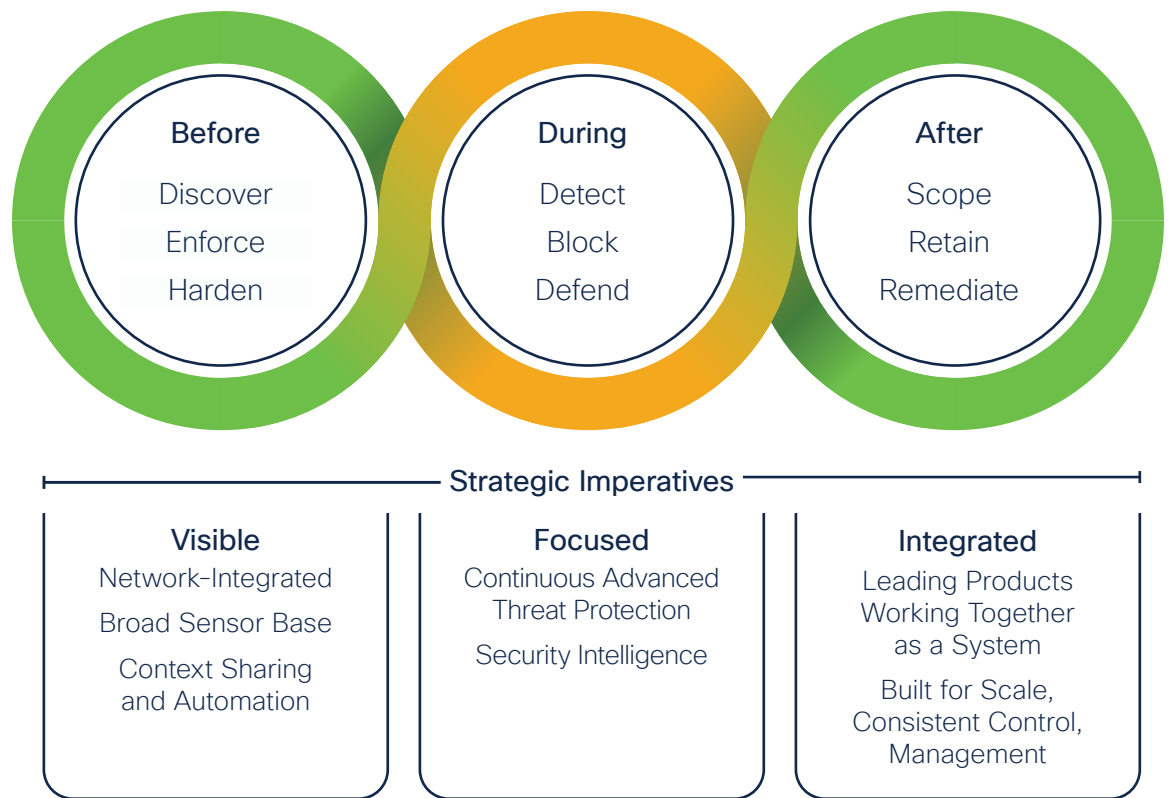 Before
Discover
Enforce
Harden
During
Detect
Block
Defend
After
Scope
Retain
Remediate
Strategic Imperatives
Visible
Network-Integrated
Broad Sensor Base
Context Sharing
and Automation
Focused
Continuous Advanced
Threat Protection
Security Intelligence
Integrated
Leading Products
Working Together
as a System
Built for Scale,
Consistent Control,
Management